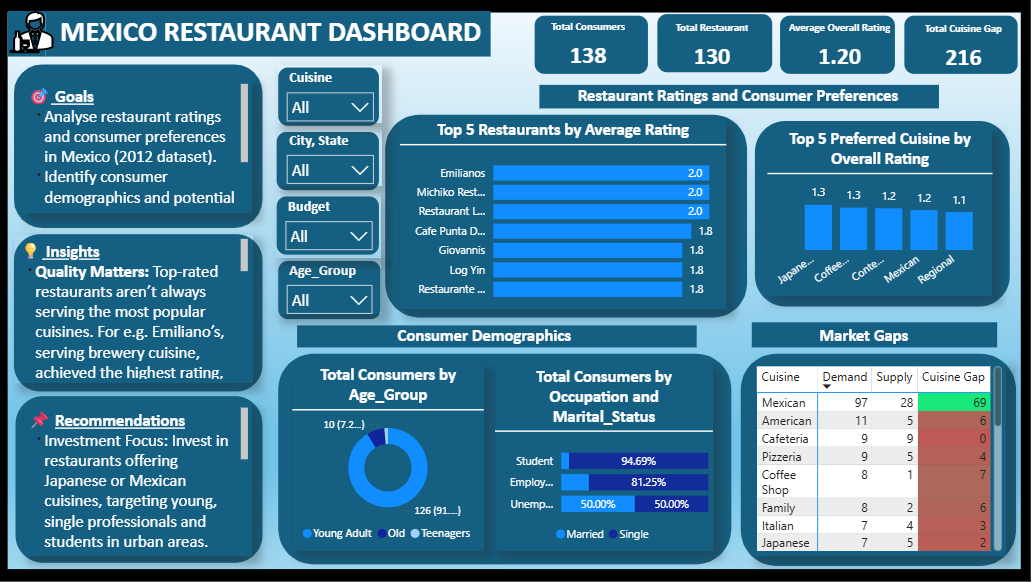 MEXICO RESTAURANT DASHBOARD
Total Consumers
138
Total Restaurant
130
Average Overall Rating
1.20
Total Cuisine Gap
216
Goals
Analyse restaurant ratings
and consumer preferences
in Mexico (2012 dataset).
Identify consumer
demographics and potential
Insights
Quality Matters: Top-rated
restaurants aren’t always
serving the most popular
cuisines. For e.g. Emiliano’s,
serving brewery cuisine,
achieved the highest rating,
Recommendations
Investment Focus: Invest in
restaurants offering
Japanese or Mexican
cuisines, targeting young,
single professionals and
students in urban areas.
Cuisine
All
City, State
All
Budget
All
Age_Group
All
Restaurant Ratings and Consumer Preferences
Top 5 Restaurants by Average Rating
Emilianos 2.0
Michiko Rest... 2.0
Restaurant L... 2.0
Cafe Punta D... 1.8
Giovannis 1.8
Log Yin 1.8
Restaurante ... 1.8
Top 5 Preferred Cuisine by
Overall Rating
1.3 1.3 1.2 1.2 1.1
Japane... Coffee... Conte... Mexican Regional
Consumer Demographics
Total Consumers by
Age_Group
10 (7.2...)
126 (91....)
Young Adult Old Teenagers
Total Consumers by
Occupation and
Marital_Status
Student 94.69%
Employ... 81.25%
Unemp... 50.00% 50.00%
Married Single
Market Gaps
Cuisine Demand Supply Cuisine Gap
Mexican 97 28 69
American 11 5 6
Cafeteria 9 9 0
Pizzeria 9 5 4
Coffee 8 1 7
Shop
Family 8 2 6
Italian 7 4 3
Japanese 7 5 2